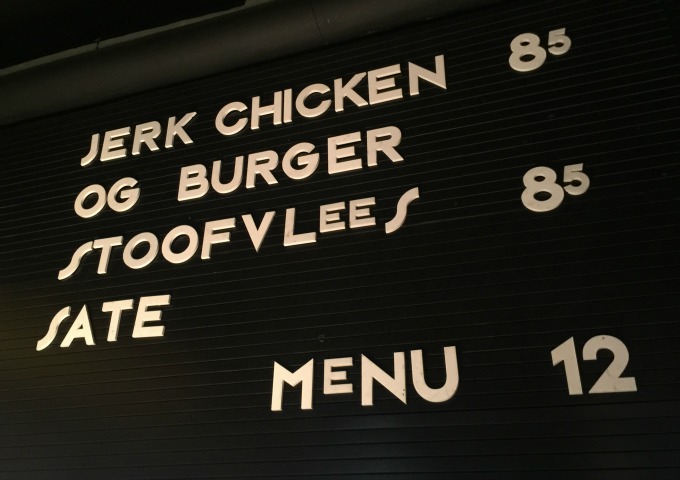 JERK CHICKEN 85
OG BURGER
STOOFVLEES 85
SATE
MENU 12